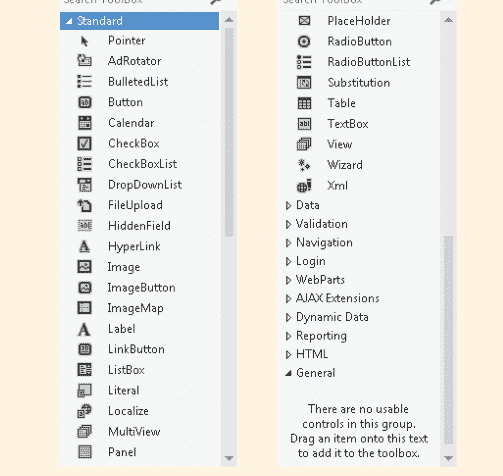 Search Toolbox
Standard
Pointer
AdRotator
BulletedList
Button
Calendar
CheckBox
CheckBoxList
DropDownList
FileUpload
HiddenField
HyperLink
Image
ImageButton
ImageMap
Label
LinkButton
ListBox
Literal
Localize
MultiView
Panel
Search Toolbox
PlaceHolder
RadioButton
RadioButtonList
Substitution
Table
TextBox
View
Wizard
Xml
Data
Validation
Navigation
Login
WebParts
AJAX Extensions
Dynamic Data
Reporting
HTML
General
There are no usable
controls in this group.
Drag an item onto this text
to add it to the toolbox.